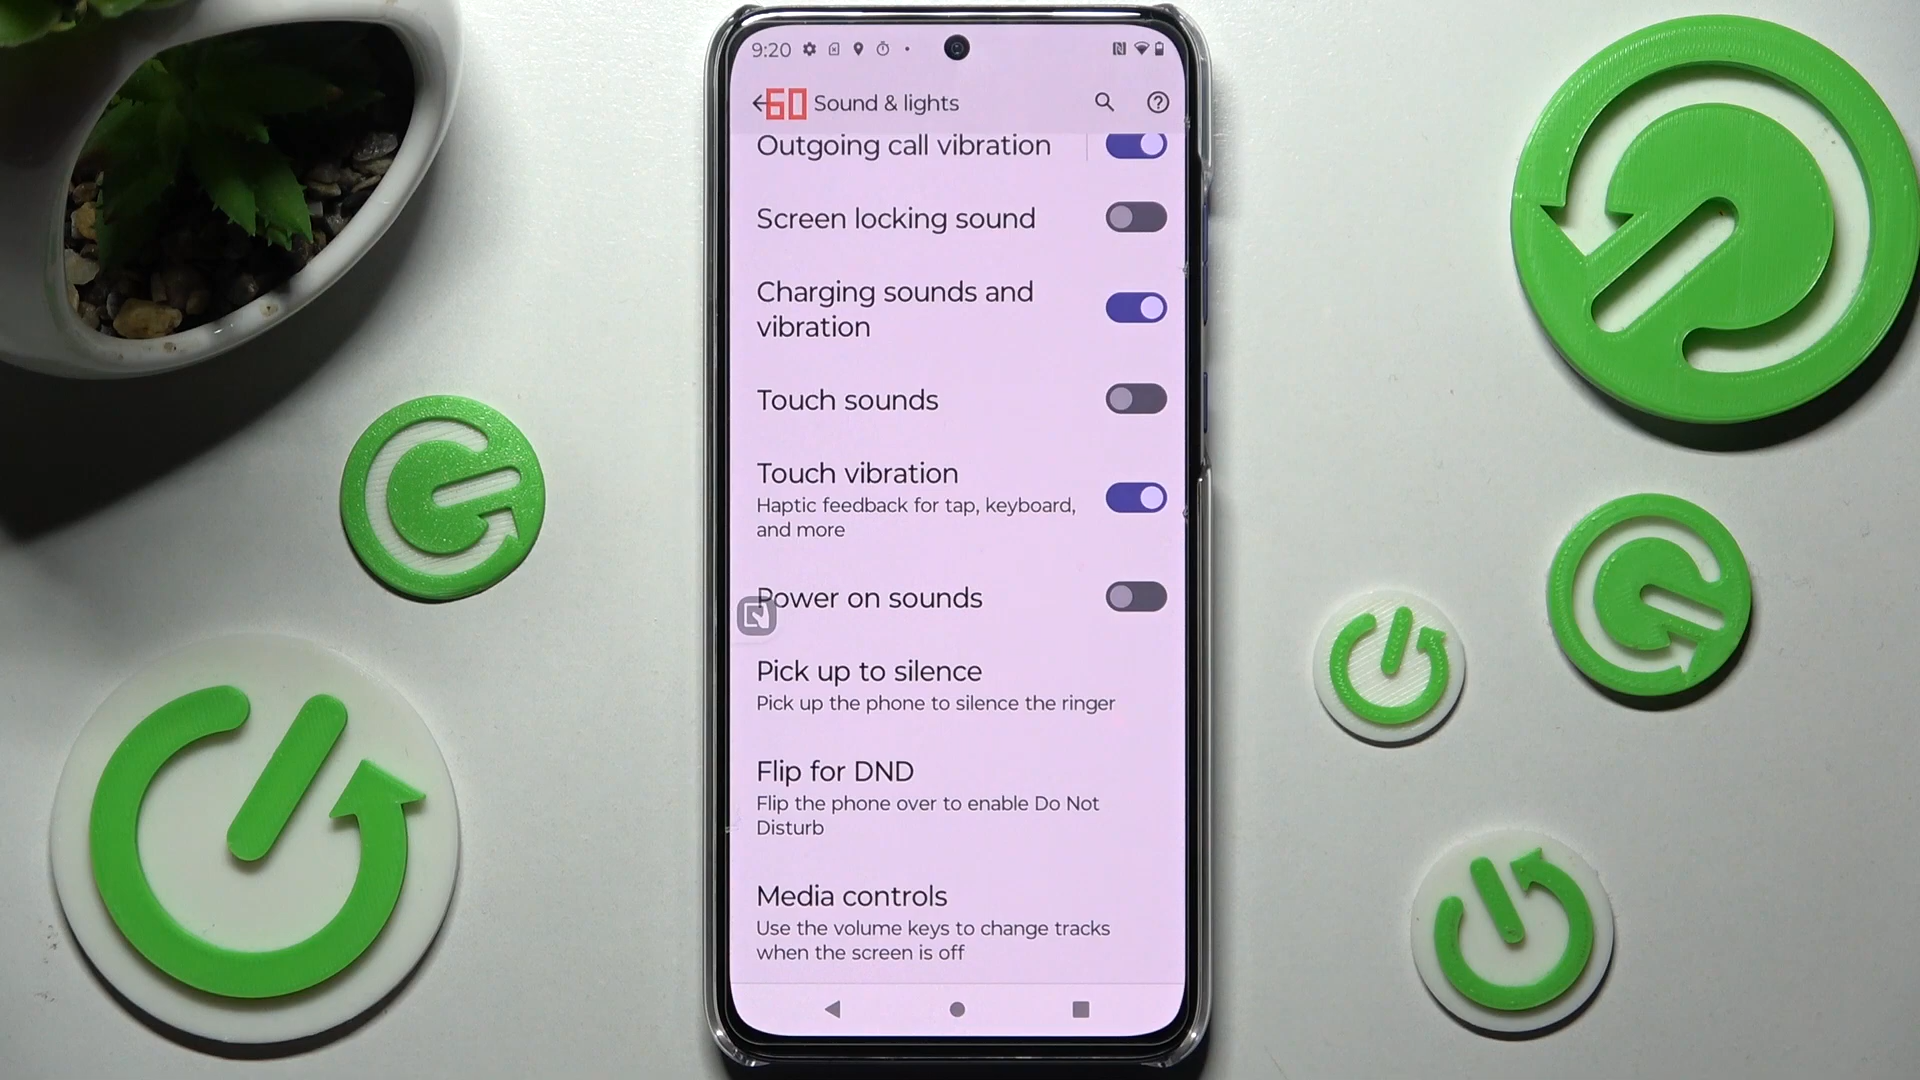 9:20
60 Sound & lights
Outgoing call vibration
Screen locking sound
Charging sounds and
vibration
Touch sounds
Touch vibration
Haptic feedback for tap, keyboard,
and more
Power on sounds
Pick up to silence
Pick up the phone to silence the ringer
Flip for DND
Flip the phone over to enable Do Not
Disturb
Media controls
Use the volume keys to change tracks
when the screen is off